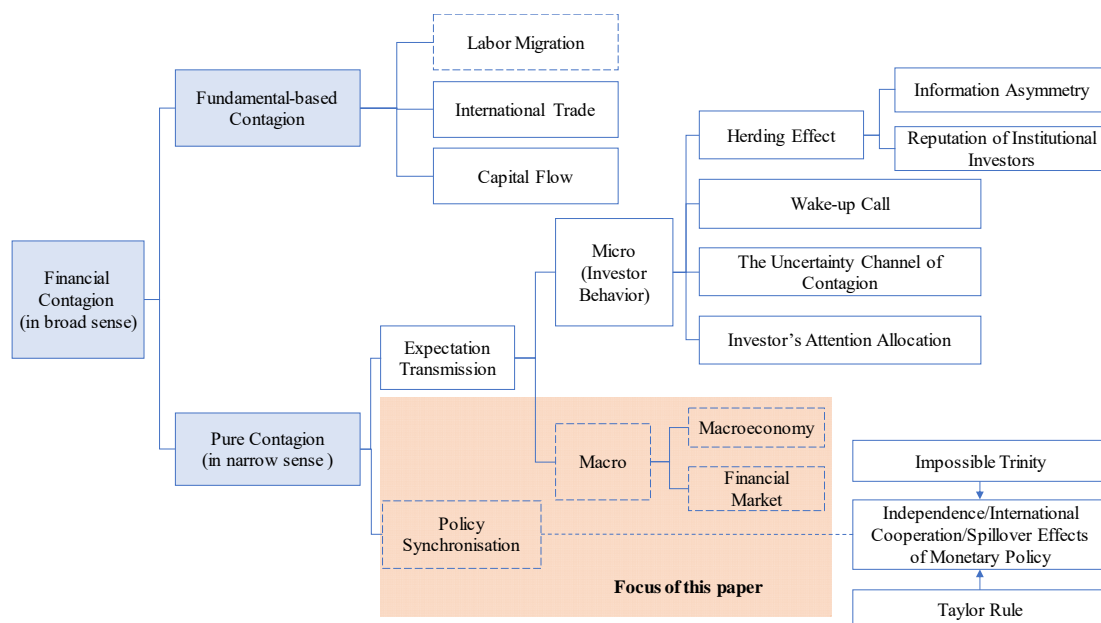 Labor Migration
Fundamental-based
Contagion
International Trade
Capital Flow
Information Asymmetry
Herding Effect
Reputation of Institutional
Investors
Wake-up Call
Financial
Contagion
(in broad sense)
Micro
(Investor
Behavior)
The Uncertainty Channel of
Contagion
Investor's Attention Allocation
Expectation
Transmission
Pure Contagion
(in narrow sense )
Macro
Macroeconomy
Financial
Market
Impossible Trinity
Policy
Synchronisation
Independence/International
Cooperation/Spillover Effects
of Monetary Policy
Focus of this paper
Taylor Rule